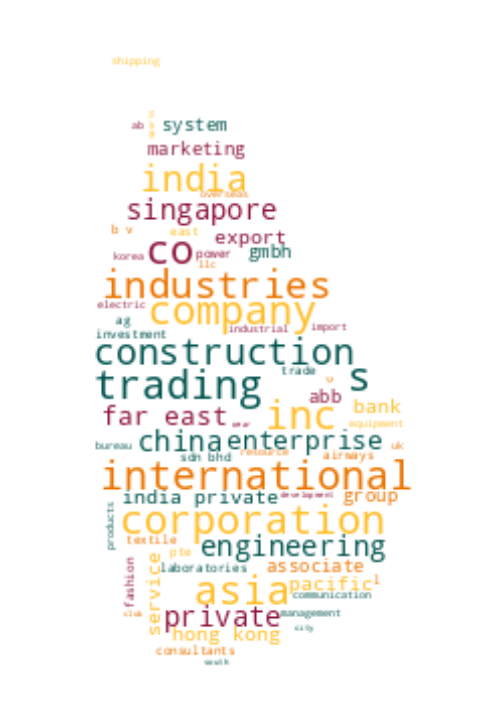 shipping
ab system
marketing
india
overseas
singapore
b v east export
korea co power gmbh
llc
industries
electric company
ag industrial import
investment
construction
trading trade s
v abb
far east inc bank
wear equipment
bureau china enterprise uk
sdn bhd resource airways
international
india private development group
products corporation
textile pte engineering
laboratories associate
fashion service asia pacific l
communication
club private management
hong kong city
consultants
south